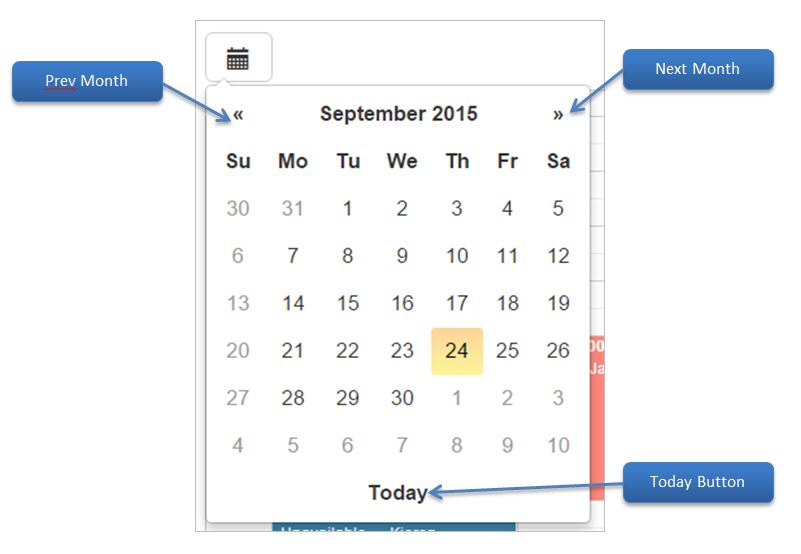 Prev Month
Next Month
« September 2015 »
Su Mo Tu We Th Fr Sa
30 31 1 2 3 4 5
6 7 8 9 10 11 12
13 14 15 16 17 18 19
20 21 22 23 24 25 26
27 28 29 30 1 2 3
4 5 6 7 8 9 10
Today
Today Button
00
Ja
Unavailable Kieran